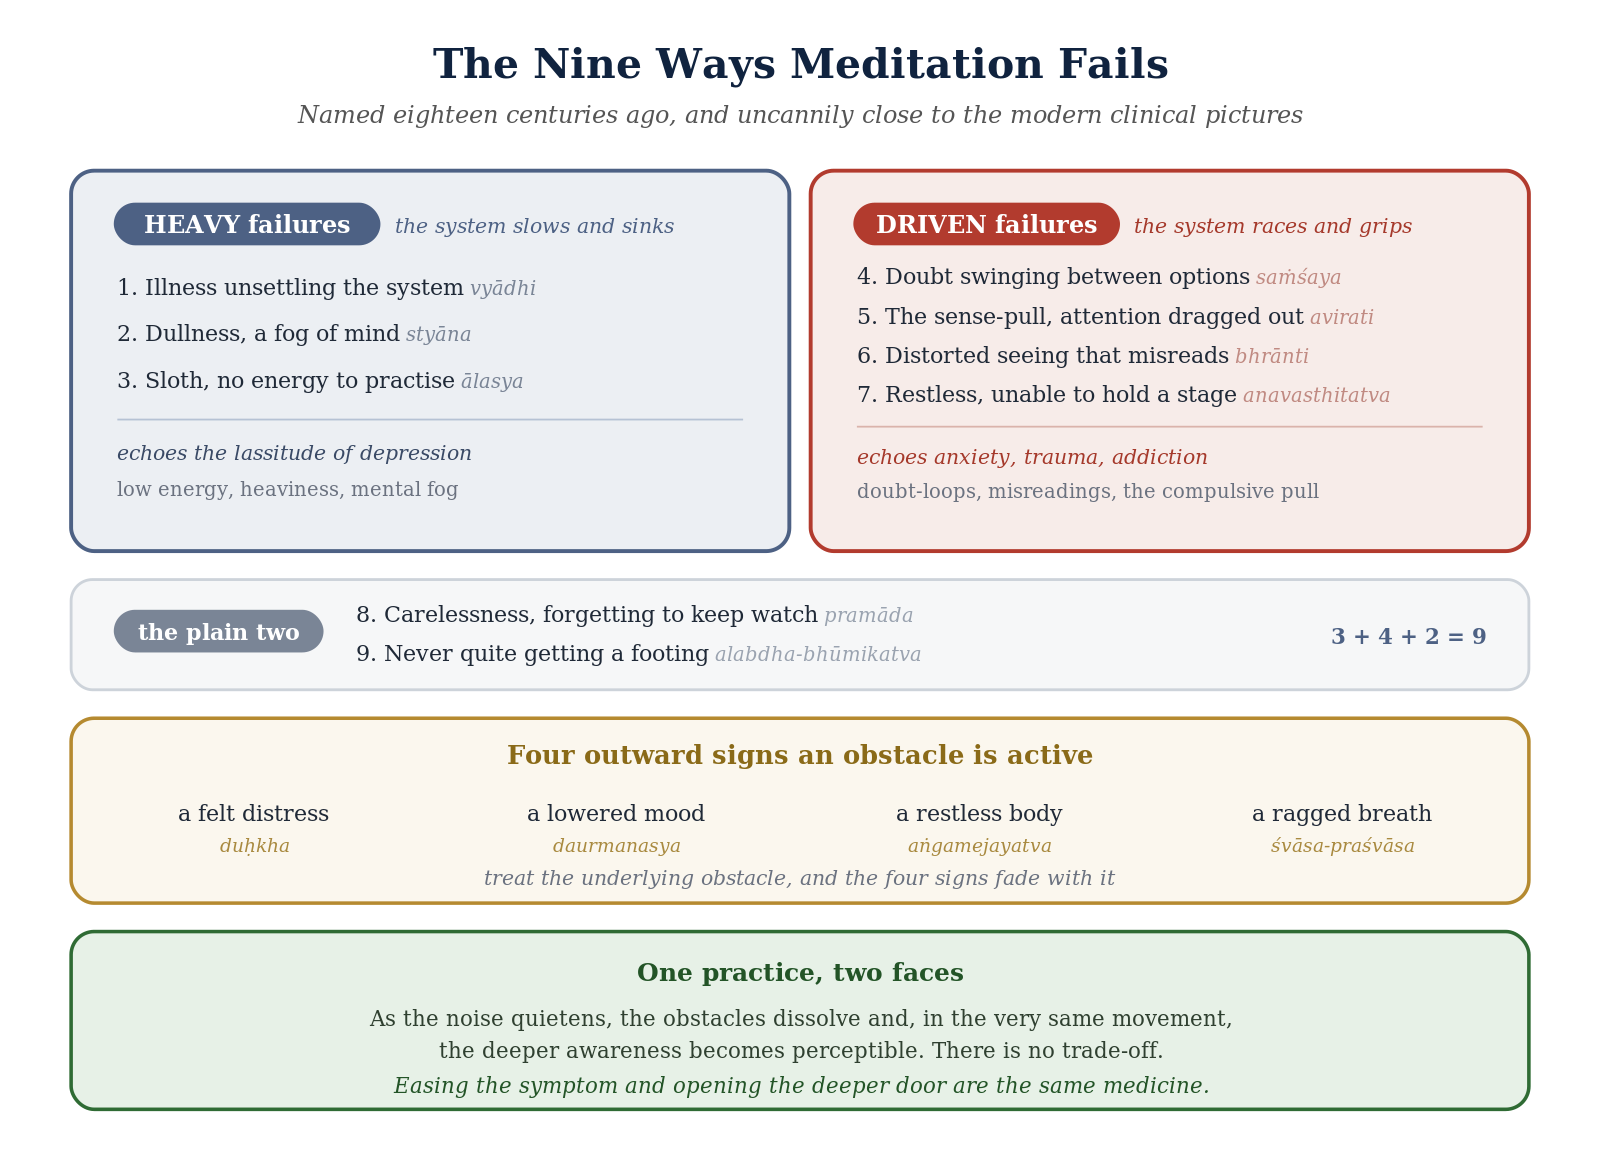 The Nine Ways Meditation Fails
Named eighteen centuries ago, and uncannily close to the modern clinical pictures
HEAVY failures the system slows and sinks
1. Illness unsettling the system vyādhi
2. Dullness, a fog of mind styāna
3. Sloth, no energy to practise ālasya
echoes the lassitude of depression
low energy, heaviness, mental fog
DRIVEN failures the system races and grips
4. Doubt swinging between options saṁśaya
5. The sense-pull, attention dragged out avirati
6. Distorted seeing that misreads bhrānti
7. Restless, unable to hold a stage anavasthitatva
echoes anxiety, trauma, addiction
doubt-loops, misreadings, the compulsive pull
the plain two
8. Carelessness, forgetting to keep watch pramāda
9. Never quite getting a footing alabdha-bhūmikatva
3 + 4 + 2 = 9
Four outward signs an obstacle is active
a felt distress a lowered mood a restless body a ragged breath
duḥkha daurmanasya aṅgamejayatva śvāsa-praśvāsa
treat the underlying obstacle, and the four signs fade with it
One practice, two faces
As the noise quietens, the obstacles dissolve and, in the very same movement,
the deeper awareness becomes perceptible. There is no trade-off.
Easing the symptom and opening the deeper door are the same medicine.